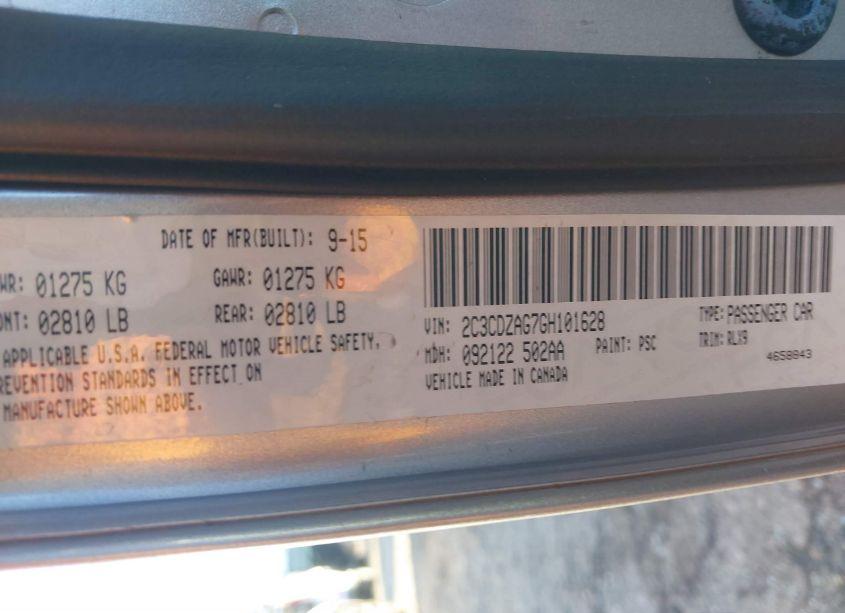 DATE OF MFR(BUILT): 9-15
WR: 01275 KG GAWR: 01275 KG
ONT: 02810 LB REAR: 02810 LB
APPLICABLE U.S.A. FEDERAL MOTOR VEHICLE SAFETY,
REVENTION STANDARDS IN EFFECT ON
MANUFACTURE SHOWN ABOVE.
VIN: 2C3CDZAG7GH101628 TYPE: PASSENGER CAR
MDH: 092122 502AA PAINT: PSC TRIM: RLX9
VEHICLE MADE IN CANADA 4658843